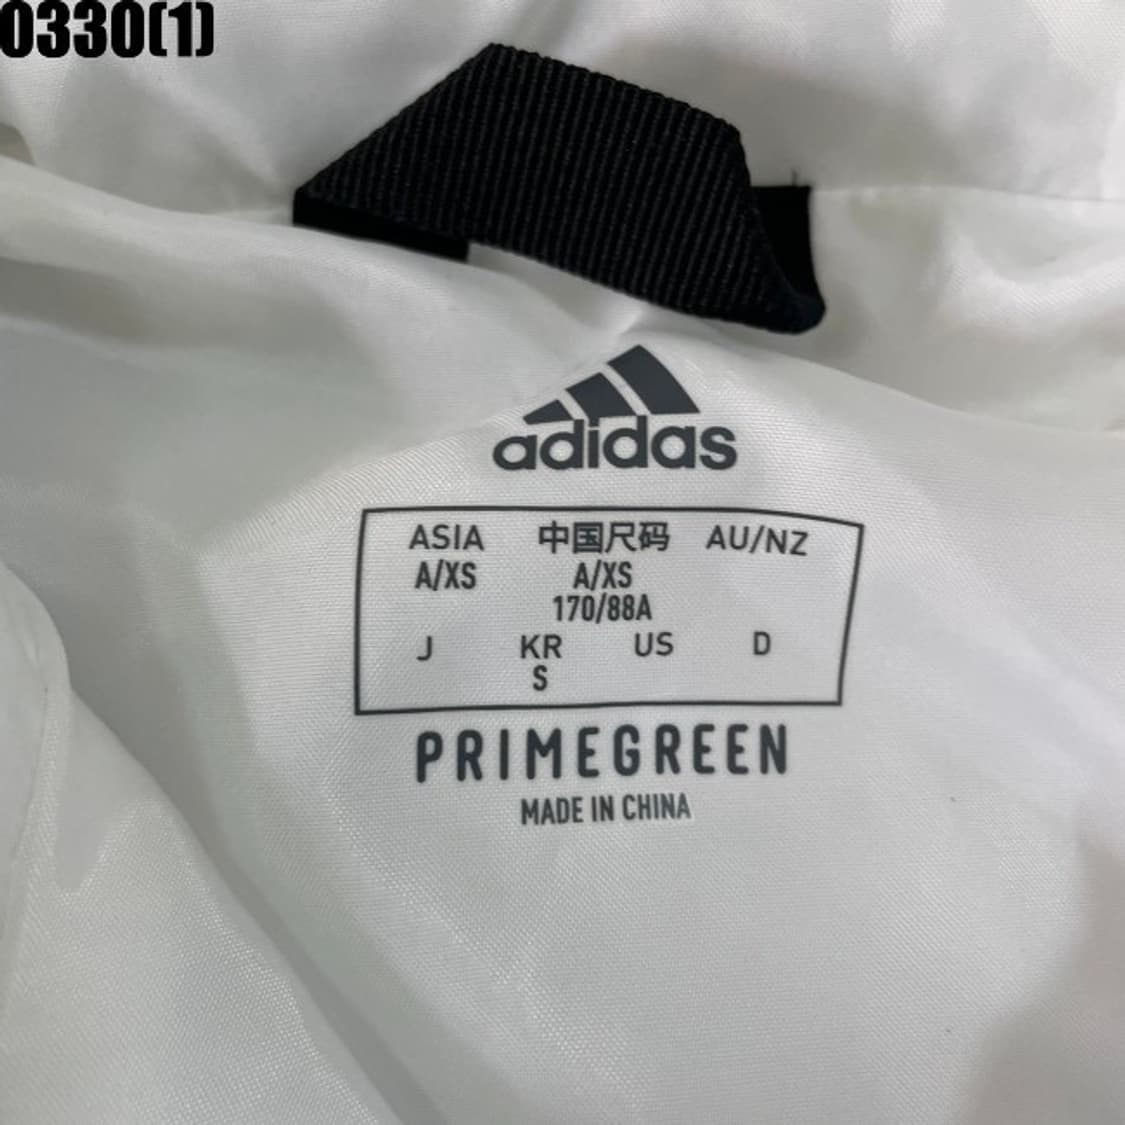 0330(1)
adidas
ASIA 中国尺码 AU/NZ
A/XS A/XS
170/88A
J KR US D
S
PRIMEGREEN
MADE IN CHINA